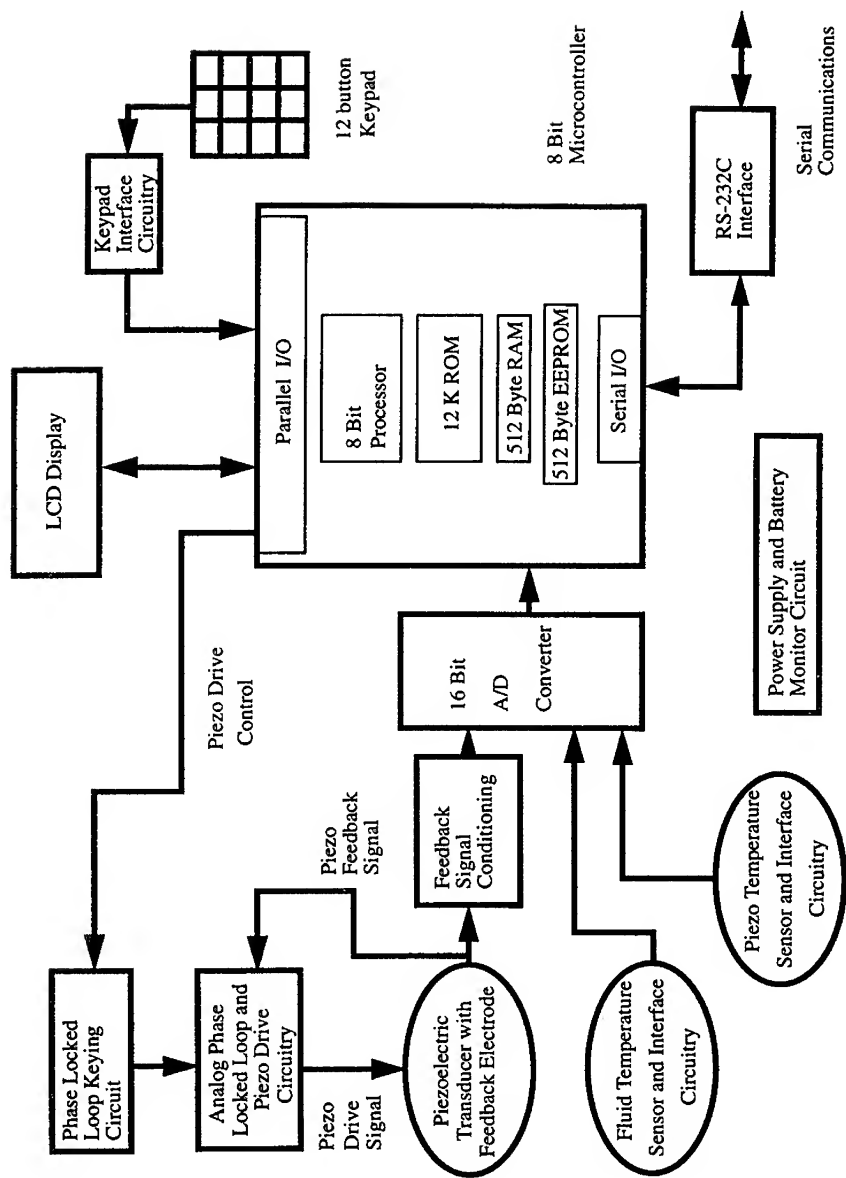 Phase Locked
Loop Keying
Circuit
Analog Phase
Locked Loop and
Piezo Drive
Circuitry
Piezo
Drive
Signal
Piezoelectric
Transducer with
Feedback Electrode
Fluid Temperature
Sensor and Interface
Circuitry
Piezo
Feedback
Signal
Feedback
Signal
Conditioning
Piezo Temperature
Sensor and Interface
Circuitry
Piezo Drive
Control
16 Bit
A/D
Converter
Power Supply and Battery
Monitor Circuit
LCD Display
Parallel I/O
8 Bit
Processor
12 K ROM
512 Byte RAM
512 Byte EEPROM
Serial I/O
Keypad
Interface
Circuitry
12 button
Keypad
8 Bit
Microcontroller
RS-232C
Interface
Serial
Communications